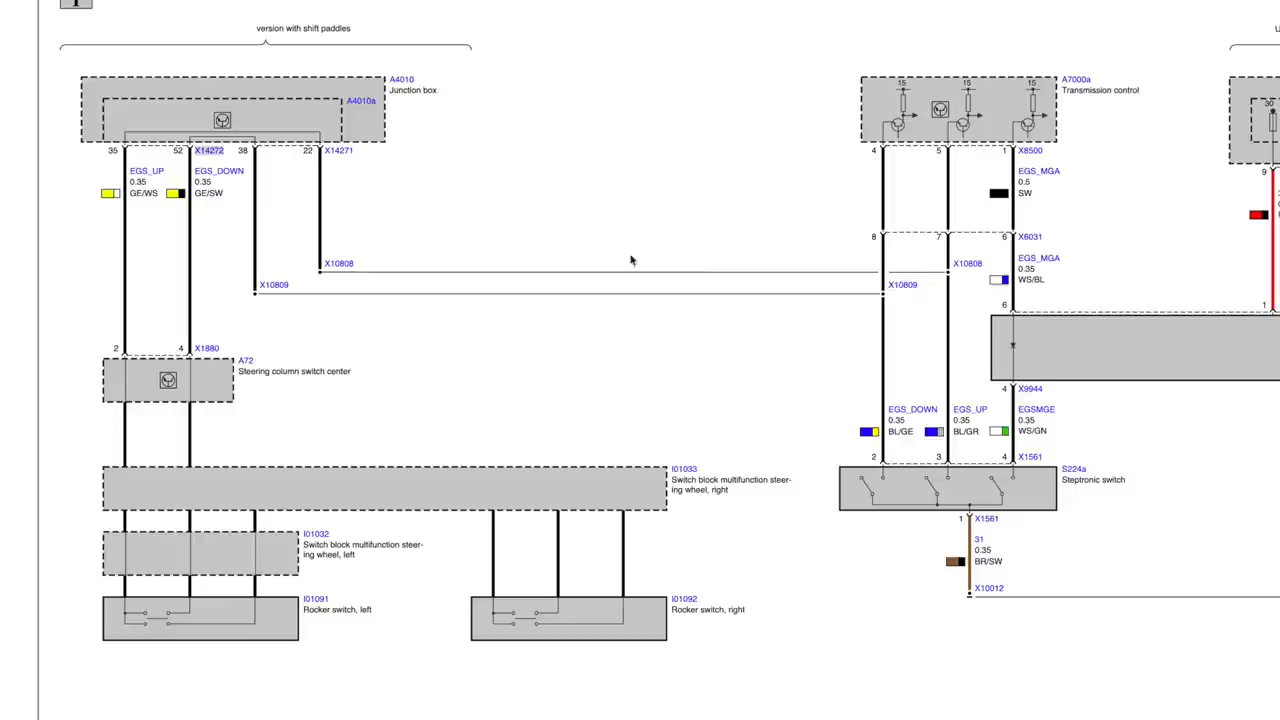 version with shift paddles
A4010
Junction box
A4010a
35
52
X14272
38
22
X14271
EGS_UP
0.35
GE/WS
EGS_DOWN
0.35
GE/SW
X10808
X10809
2
4
X1880
A72
Steering column switch center
I01033
Switch block multifunction steer-
ing wheel, right
I01032
Switch block multifunction steer-
ing wheel, left
I01091
Rocker switch, left
I01092
Rocker switch, right
15
15
15
A7000a
Transmission control
4
5
1
X8500
EGS_MGA
0.5
SW
8
7
6
X6031
X10808
EGS_MGA
0.35
WS/BL
X10809
6
4
X9944
EGS_DOWN
0.35
BL/GE
EGS_UP
0.35
BL/GR
EGSMGE
0.35
WS/GN
2
3
4
X1561
S224a
Steptronic switch
1
X1561
31
0.35
BR/SW
X10012
30
9
1